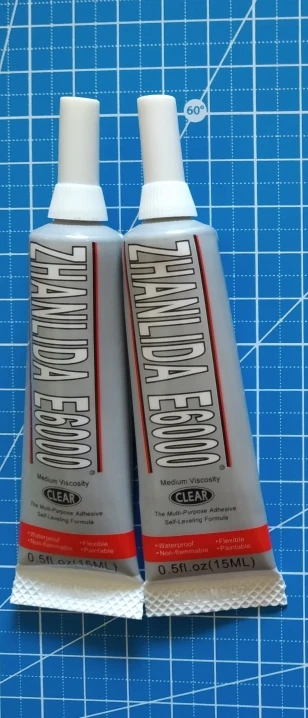 60°
ZHANLIDA E6000
®
Medium Viscosity
CLEAR
The Multi-Purpose Adhesive
Self-Leveling Formula
•Waterproof •Flexible
•Non-flammable •Paintable
0.5fl.oz(15ML)
ZHANLIDA E6000
®
Medium Viscosity
CLEAR
The Multi-Purpose Adhesive
Self-Leveling Formula
•Waterproof •Flexible
•Non-flammable •Paintable
0.5fl.oz(15ML)